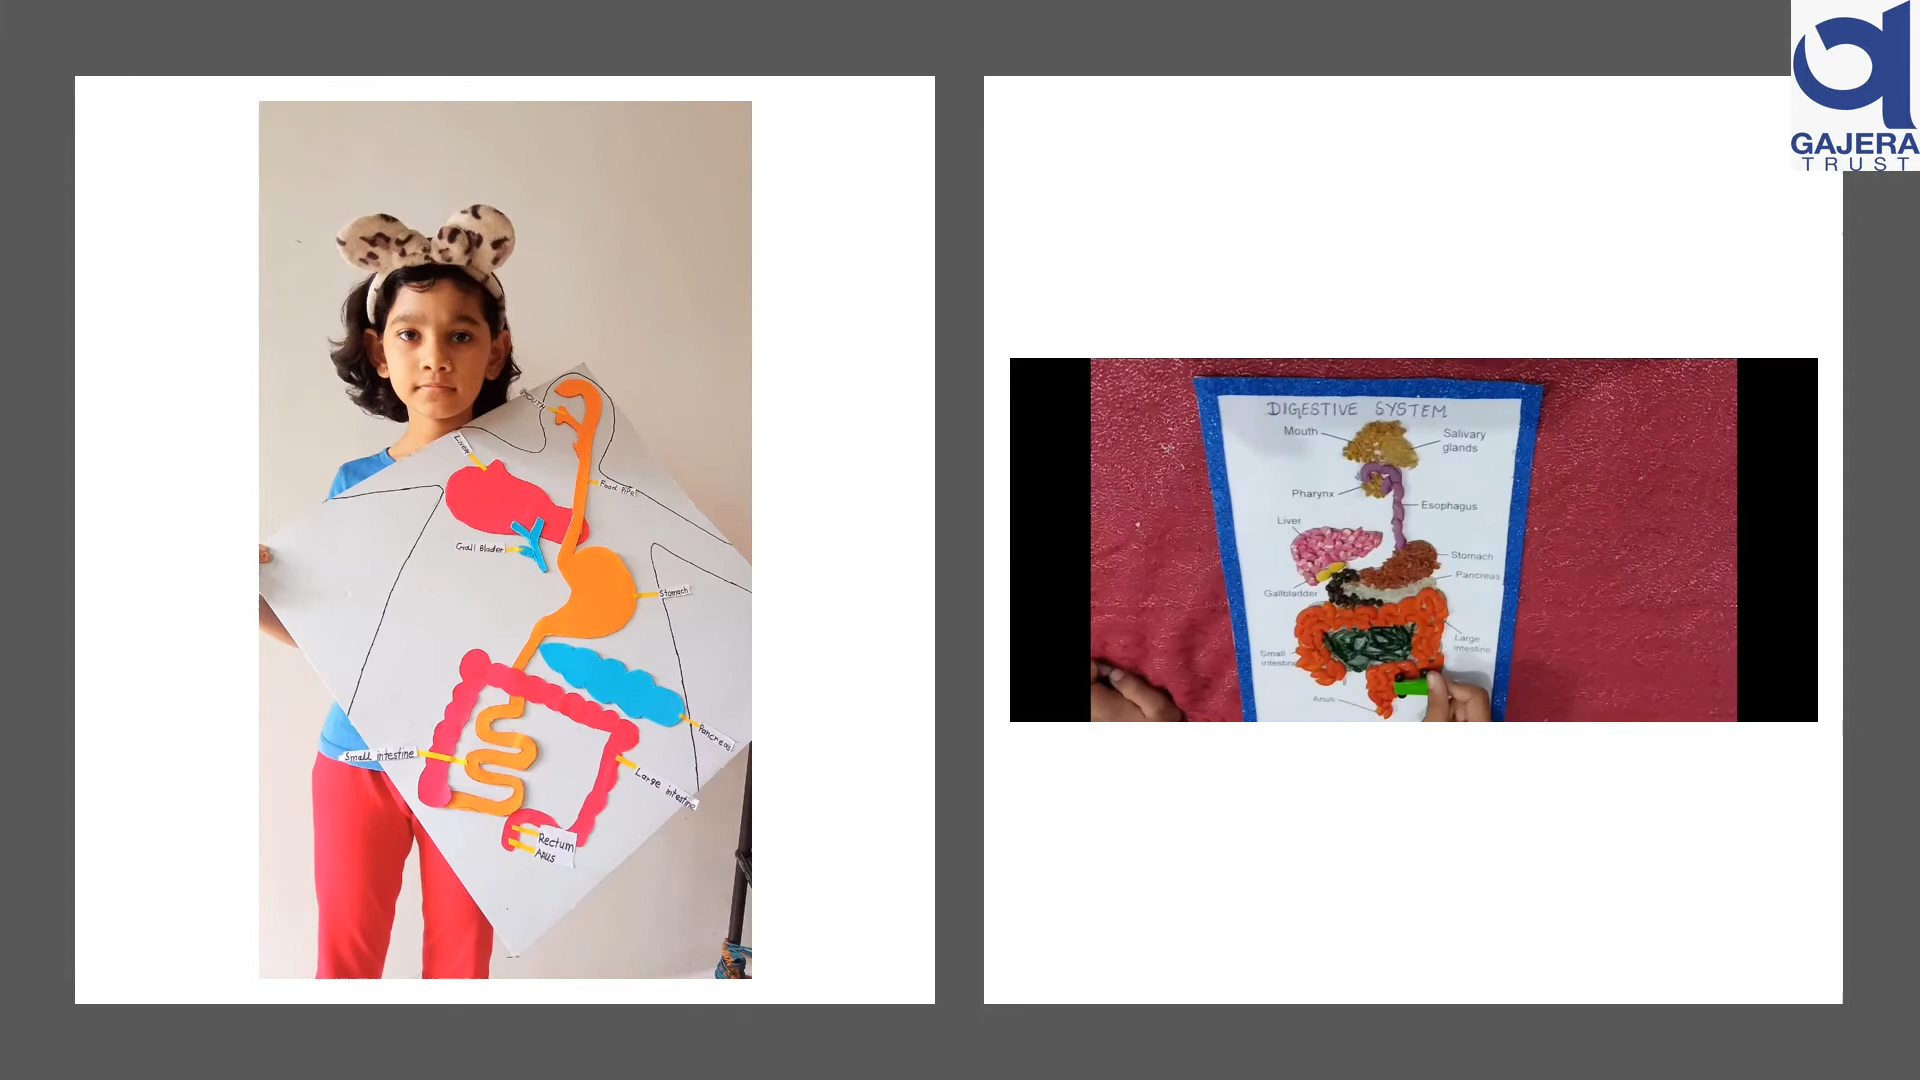 MOUTH
Liver
Food Pipe
Gall Blader
Stomach
Pancreas
Small intestine
Large intestine
Rectum
Anus
DIGESTIVE SYSTEM
Mouth
Salivary
glands
Pharynx
Esophagus
Liver
Stomach
Pancreas
Gallbladder
Large
intestine
Small
intestine
Anus
GAJERA
TRUST